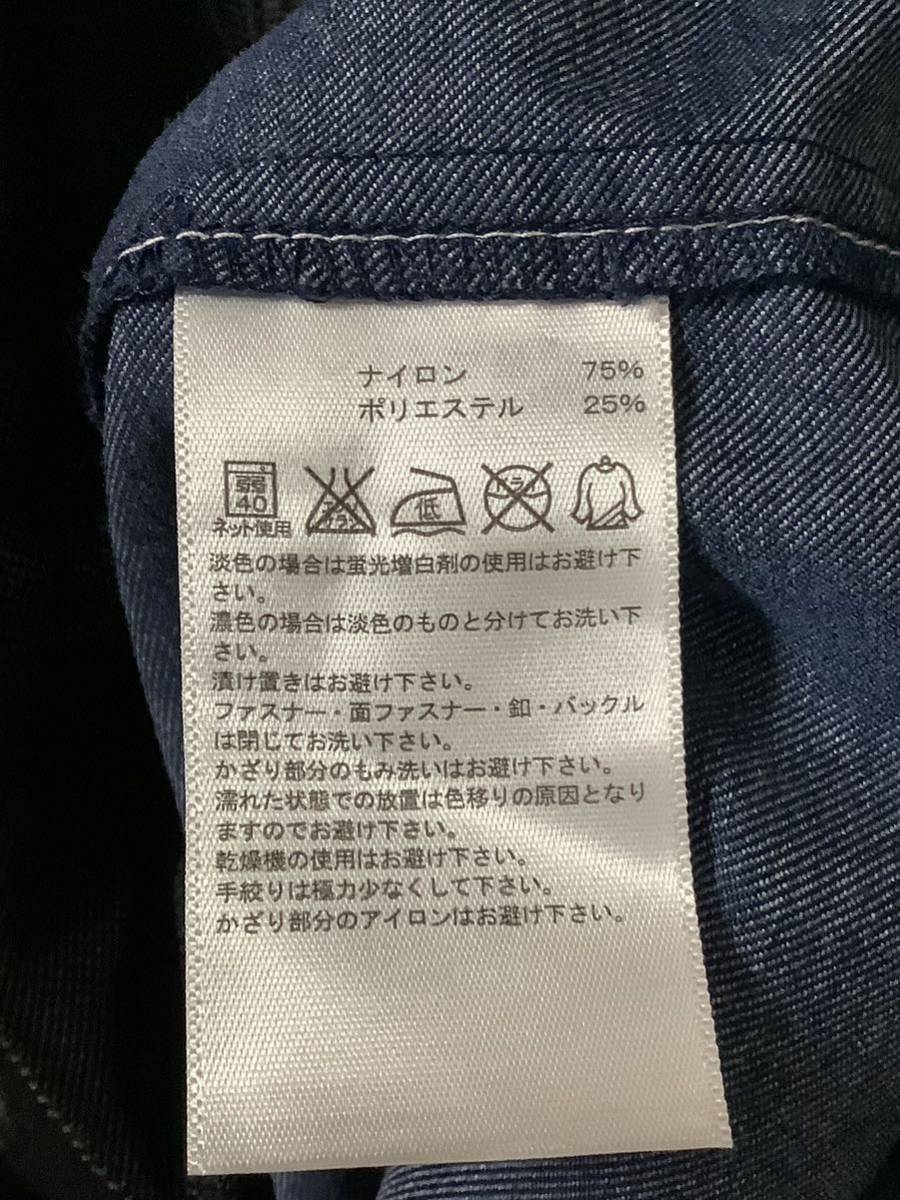 ナイロン 75%
ポリエステル 25%
弱
40
ネット使用
エンソ
サラシ
低
ドライ
淡色の場合は蛍光増白剤の使用はお避け下
さい。
濃色の場合は淡色のものと分けてお洗い下
さい。
漬け置きはお避け下さい。
ファスナー・面ファスナー・釦・バックル
は閉じてお洗い下さい。
かざり部分のもみ洗いはお避け下さい。
濡れた状態での放置は色移りの原因となり
ますのでお避け下さい。
乾燥機の使用はお避け下さい。
手絞りは極力少なくして下さい。
かざり部分のアイロンはお避け下さい。